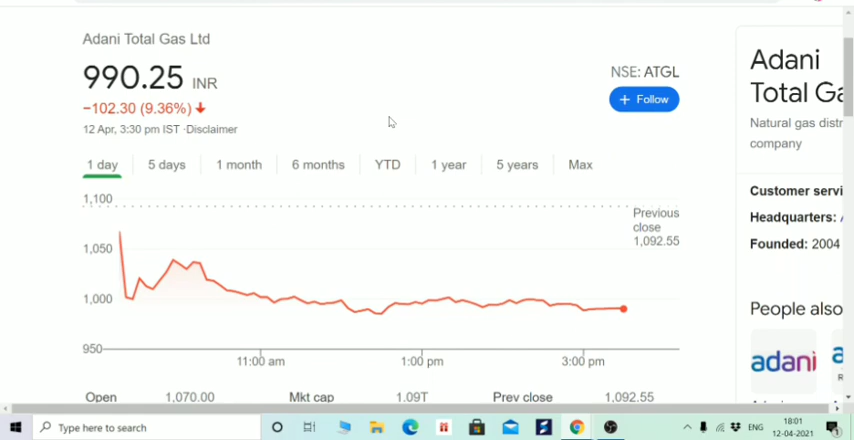 Adani Total Gas Ltd
990.25 INR
−102.30 (9.36%)
12 Apr, 3:30 pm IST ·Disclaimer
NSE: ATGL
+ Follow
1 day 5 days 1 month 6 months YTD 1 year 5 years Max
1,100
1,050
1,000
950
Previous
close
1,092.55
11:00 am 1:00 pm 3:00 pm
Open 1,070.00 Mkt cap 1.09T Prev close 1,092.55
Adani
Total Ga
Natural gas distr
company
Customer servi
Headquarters:
Founded: 2004
People also
adani
Type here to search
ENG
18:01
12-04-2021